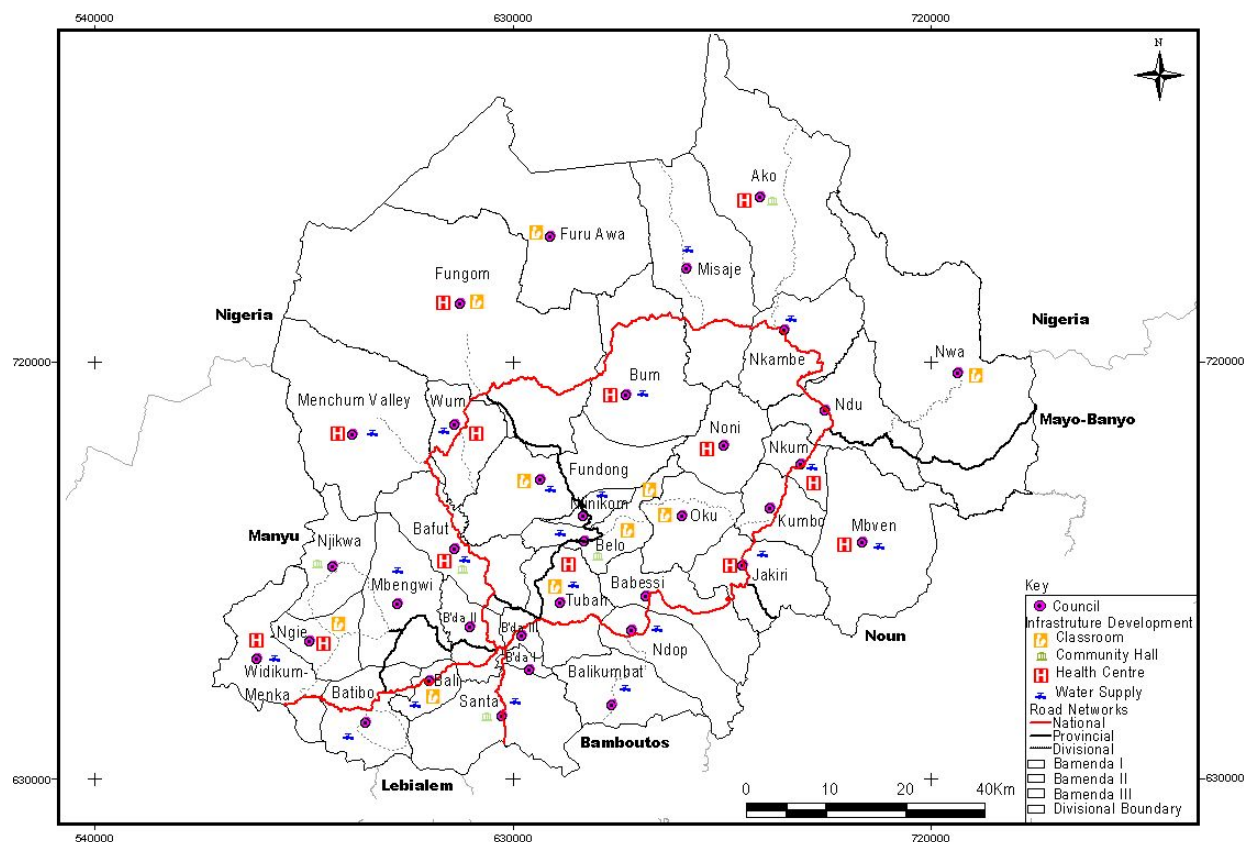 540000 630000 720000
N
Ako
Furu Awa
Misaje
Fungom
Nigeria
Nigeria
720000 720000
Nkambe
Nwa
Bum
Menchum Valley
Wum
Ndu
Mayo-Banyo
Noni
Nkum
Fundong
Njinikom
Oku
Kumbo
Mbven
Bafut
Manyu
Njikwa
Belo
Jakiri
Mbengwi
Babessi
Tubah
B'da II
B'da III
Noun
Ngie
Ndop
B'da I
Widikum-
Menka
Bali
Balikumbat
Batibo
Santa
Bamboutos
Lebialem
Key
Council
Infrastruture Development
Classroom
Community Hall
Health Centre
Water Supply
Road Networks
National
Provincial
Divisional
Bamenda I
Bamenda II
Bamenda III
Divisional Boundary
630000 630000
0 10 20 40Km
540000 630000 720000